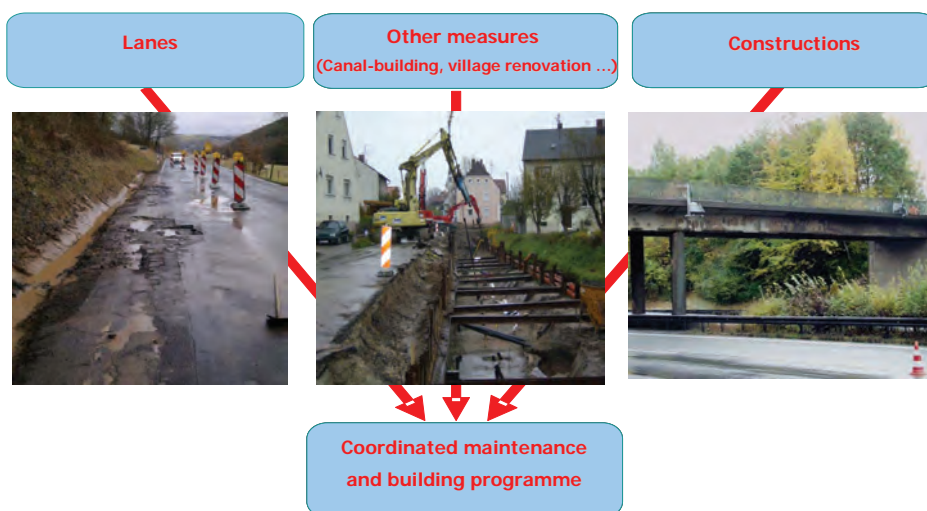 Lanes
Other measures
(Canal-building, village renovation ...)
Constructions
Coordinated maintenance
and building programme